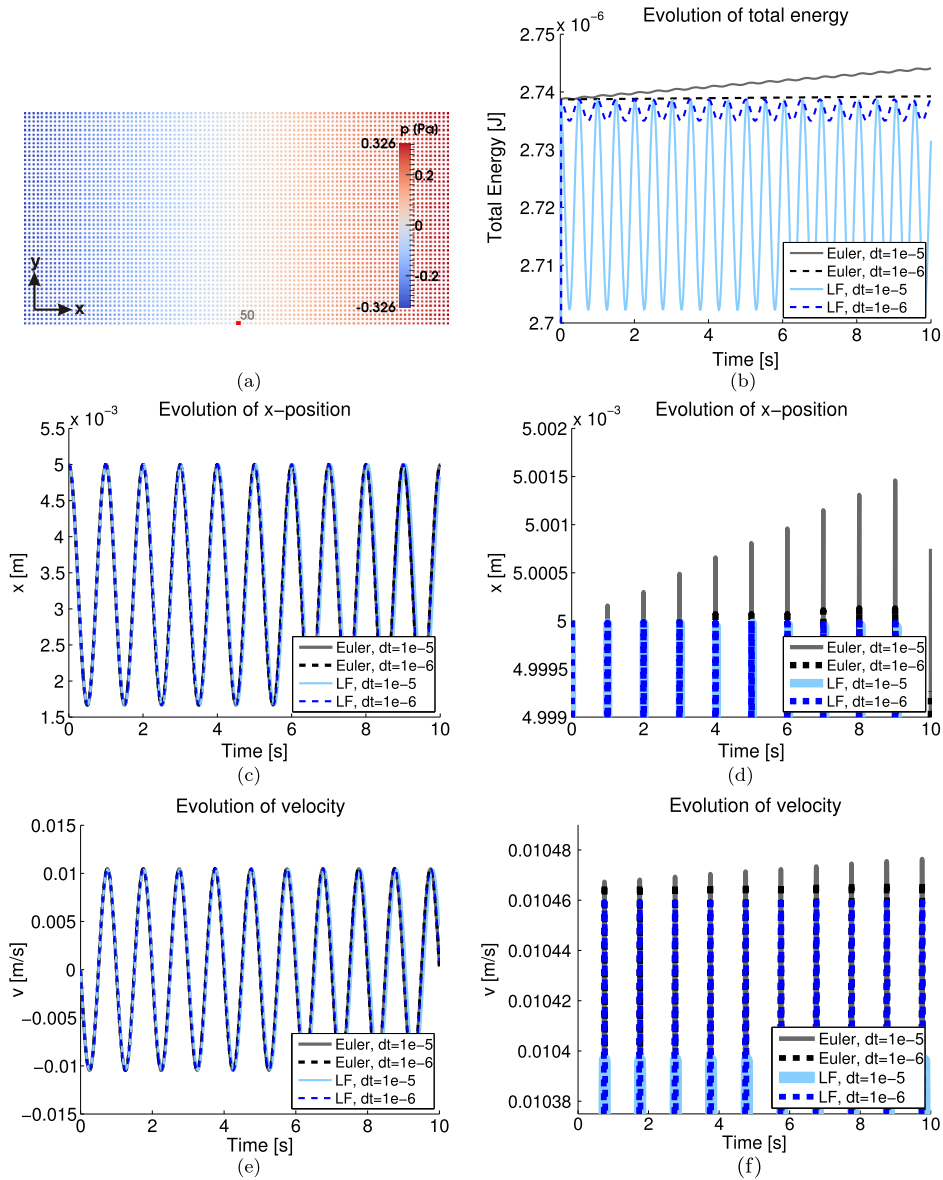 p (Pa)
0.326
0.2
0
-0.2
-0.326
y
x
50
(a)
Evolution of total energy
x 10⁻⁶
2.75
2.74
2.73
2.72
2.71
2.7
Total Energy [J]
0 2 4 6 8 10
Time [s]
Euler, dt=1e−5
Euler, dt=1e−6
LF, dt=1e−5
LF, dt=1e−6
(b)
Evolution of x−position
x 10⁻³
5.5
5
4.5
4
3.5
3
2.5
2
1.5
x [m]
0 2 4 6 8 10
Time [s]
Euler, dt=1e−5
Euler, dt=1e−6
LF, dt=1e−5
LF, dt=1e−6
(c)
Evolution of x−position
x 10⁻³
5.002
5.0015
5.001
5.0005
5
4.9995
4.999
x [m]
0 2 4 6 8 10
Time [s]
Euler, dt=1e−5
Euler, dt=1e−6
LF, dt=1e−5
LF, dt=1e−6
(d)
Evolution of velocity
0.015
0.01
0.005
0
−0.005
−0.01
−0.015
v [m/s]
0 2 4 6 8 10
Time [s]
Euler, dt=1e−5
Euler, dt=1e−6
LF, dt=1e−5
LF, dt=1e−6
(e)
Evolution of velocity
0.01048
0.01046
0.01044
0.01042
0.0104
0.01038
v [m/s]
0 2 4 6 8 10
Time [s]
Euler, dt=1e−5
Euler, dt=1e−6
LF, dt=1e−5
LF, dt=1e−6
(f)